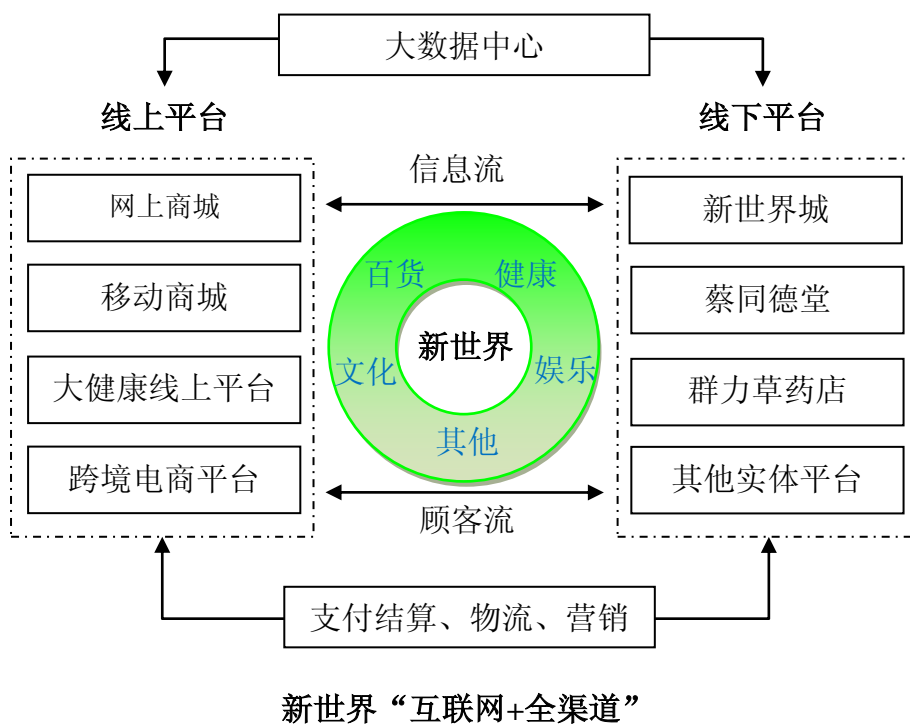 大数据中心
线上平台
线下平台
信息流
网上商城
移动商城
大健康线上平台
跨境电商平台
百货
健康
新世界
文化
娱乐
其他
新世界城
蔡同德堂
群力草药店
其他实体平台
顾客流
支付结算、物流、营销
新世界“互联网+全渠道”